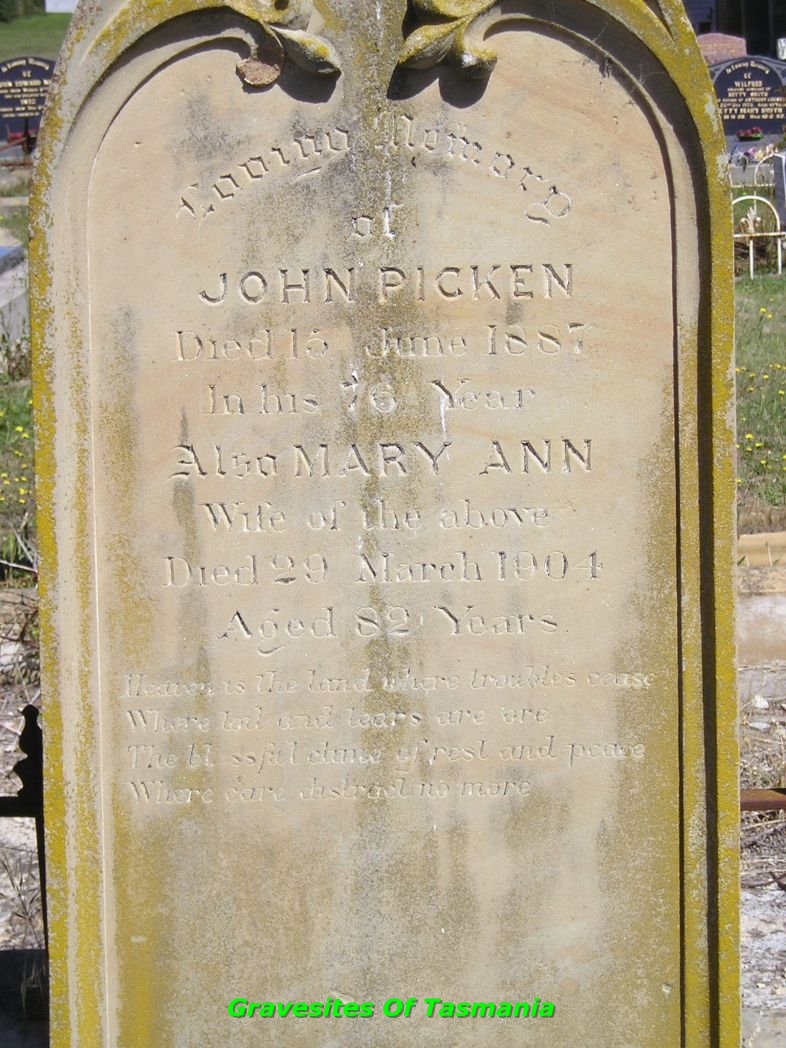 Loving Memory
of
JOHN PICKEN
Died 15 June 1887
In his 76 Year
Also MARY ANN
Wife of the above
Died 29 March 1904
Aged 82 Years
Heaven is the land where troubles cease
Where toil and tears are o'er
The bl ssful clime of rest and peace
Where care distract no more
Gravesites Of Tasmania